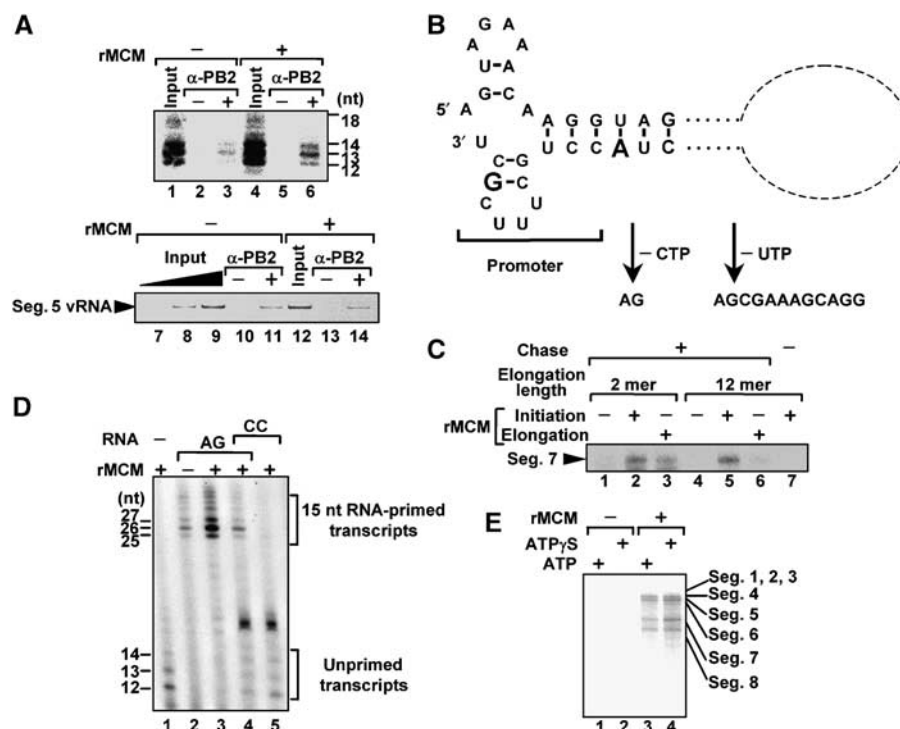 A
rMCM − +
Input α-PB2 Input α-PB2
− + − + (nt)
18
14
13
12
1 2 3 4 5 6
rMCM − +
Input α-PB2 Input α-PB2
− + − +
Seg. 5 vRNA
7 8 9 10 11 12 13 14
B
G A
A A
U A
5′ A G C A A G G U A G
3′ U U C C A U C
C G
G C
C U
U U
Promoter
− CTP − UTP
AG AGCGAAAGCAGG
C
Chase + −
Elongation length 2 mer 12 mer
rMCM
Initiation − + − − + − +
Elongation + +
Seg. 7
1 2 3 4 5 6 7
D
RNA − AG CC
rMCM + − + + +
(nt)
27
26
25
15 nt RNA-primed
transcripts
14
13
12
Unprimed
transcripts
1 2 3 4 5
E
rMCM − +
ATPγS + +
ATP + +
Seg. 1, 2, 3
Seg. 4
Seg. 5
Seg. 6
Seg. 7
Seg. 8
1 2 3 4